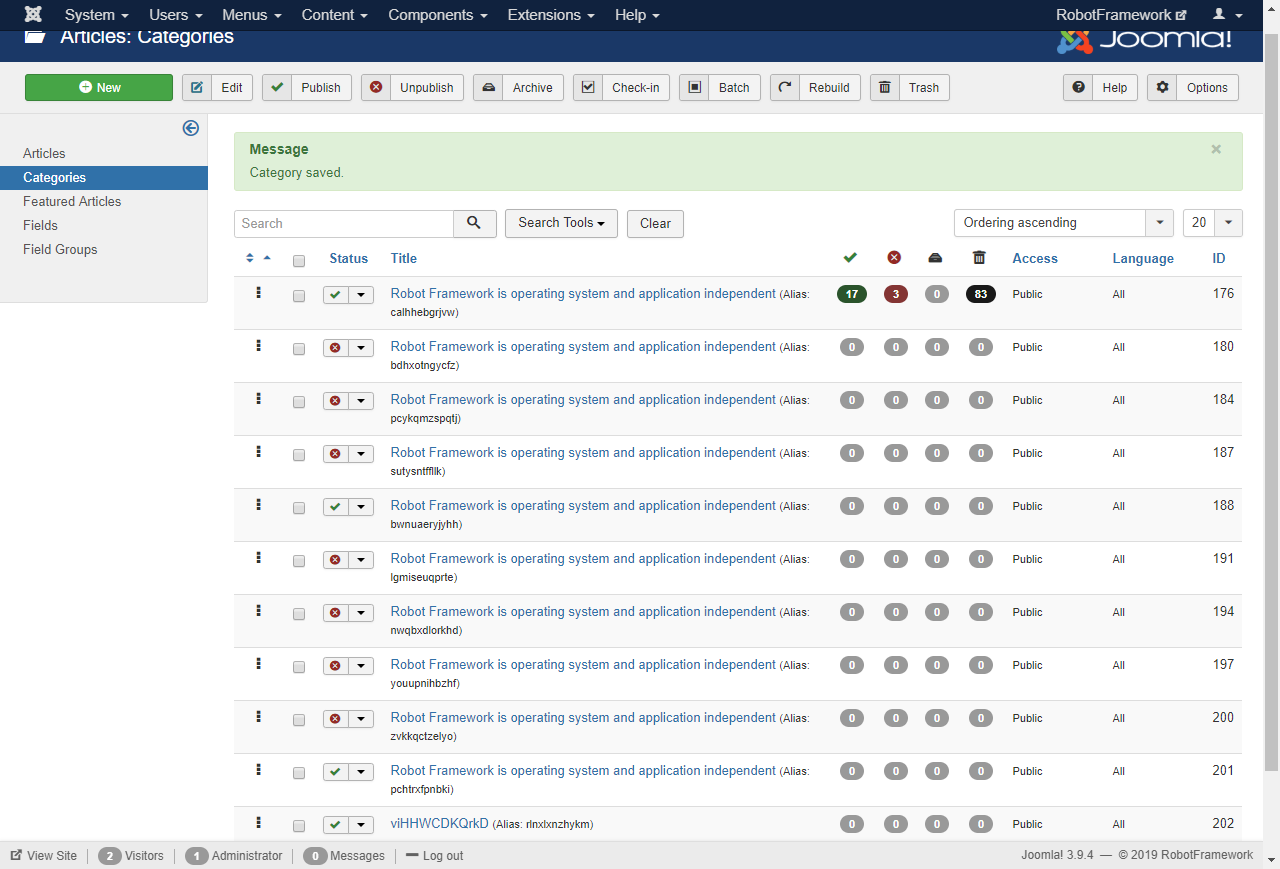 System Users Menus Content Components Extensions Help RobotFramework
Articles: Categories Joomla!
New Edit Publish Unpublish Archive Check-in Batch Rebuild Trash Help Options
Articles
Categories
Featured Articles
Fields
Field Groups
Message ×
Category saved.
Search Search Tools Clear Ordering ascending 20
Status Title Access Language ID
Robot Framework is operating system and application independent (Alias: 17 3 0 83 Public All 176
calhhebgrjvw)
Robot Framework is operating system and application independent (Alias: 0 0 0 0 Public All 180
bdhxotngycfz)
Robot Framework is operating system and application independent (Alias: 0 0 0 0 Public All 184
pcykqmzspqtj)
Robot Framework is operating system and application independent (Alias: 0 0 0 0 Public All 187
sutysntffllk)
Robot Framework is operating system and application independent (Alias: 0 0 0 0 Public All 188
bwnuaeryjyhh)
Robot Framework is operating system and application independent (Alias: 0 0 0 0 Public All 191
lgmiseuqprte)
Robot Framework is operating system and application independent (Alias: 0 0 0 0 Public All 194
nwqbxdlorkhd)
Robot Framework is operating system and application independent (Alias: 0 0 0 0 Public All 197
youupnihbzhf)
Robot Framework is operating system and application independent (Alias: 0 0 0 0 Public All 200
zvkkqctzelyo)
Robot Framework is operating system and application independent (Alias: 0 0 0 0 Public All 201
pchtrxfpnbki)
viHHWCDKQrkD (Alias: rlnxlxnzhykm) 0 0 0 0 Public All 202
View Site 2 Visitors 1 Administrator 0 Messages Log out Joomla! 3.9.4 — © 2019 RobotFramework